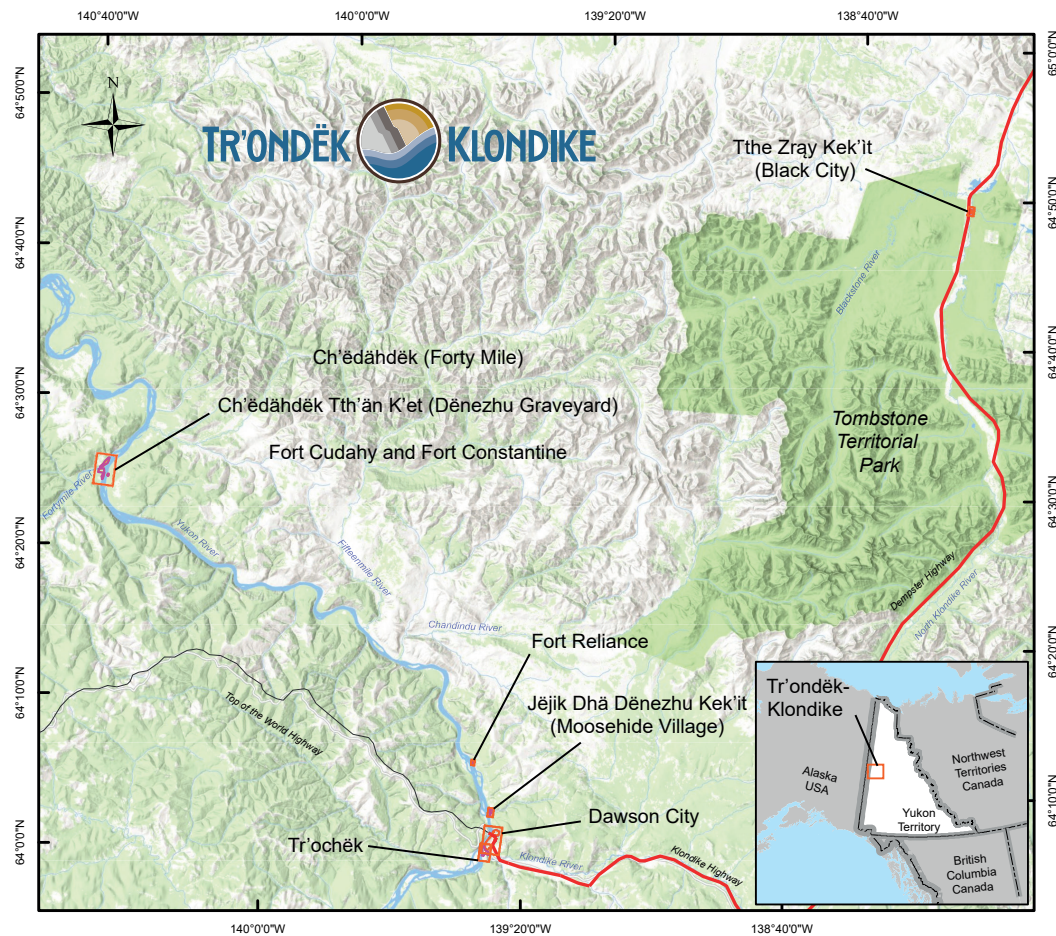 140°40'0"W
140°0'0"W
139°20'0"W
138°40'0"W
65°0'0"N
64°50'0"N
64°50'0"N
64°40'0"N
64°40'0"N
64°30'0"N
64°30'0"N
64°20'0"N
64°20'0"N
64°10'0"N
64°10'0"N
64°0'0"N
N
TR'ONDËK KLONDIKE
Tthe Zrąy Kek'ìt
(Black City)
Blackstone River
Ch'ëdähdëk (Forty Mile)
Ch'ëdähdëk Tth'än K'et (Dënezhu Graveyard)
Fort Cudahy and Fort Constantine
Tombstone
Territorial
Park
Fortymile River
Yukon River
Fifteenmile River
Chandindu River
Dempster Highway
North Klondike River
Fort Reliance
Jëjik Dhä Dënezhu Kek'it
(Moosehide Village)
Top of the World Highway
Dawson City
Tr'ochëk
Klondike River
Klondike Highway
Tr'ondëk-
Klondike
Alaska
USA
Northwest
Territories
Canada
Yukon
Territory
British
Columbia
Canada
140°0'0"W
139°20'0"W
138°40'0"W